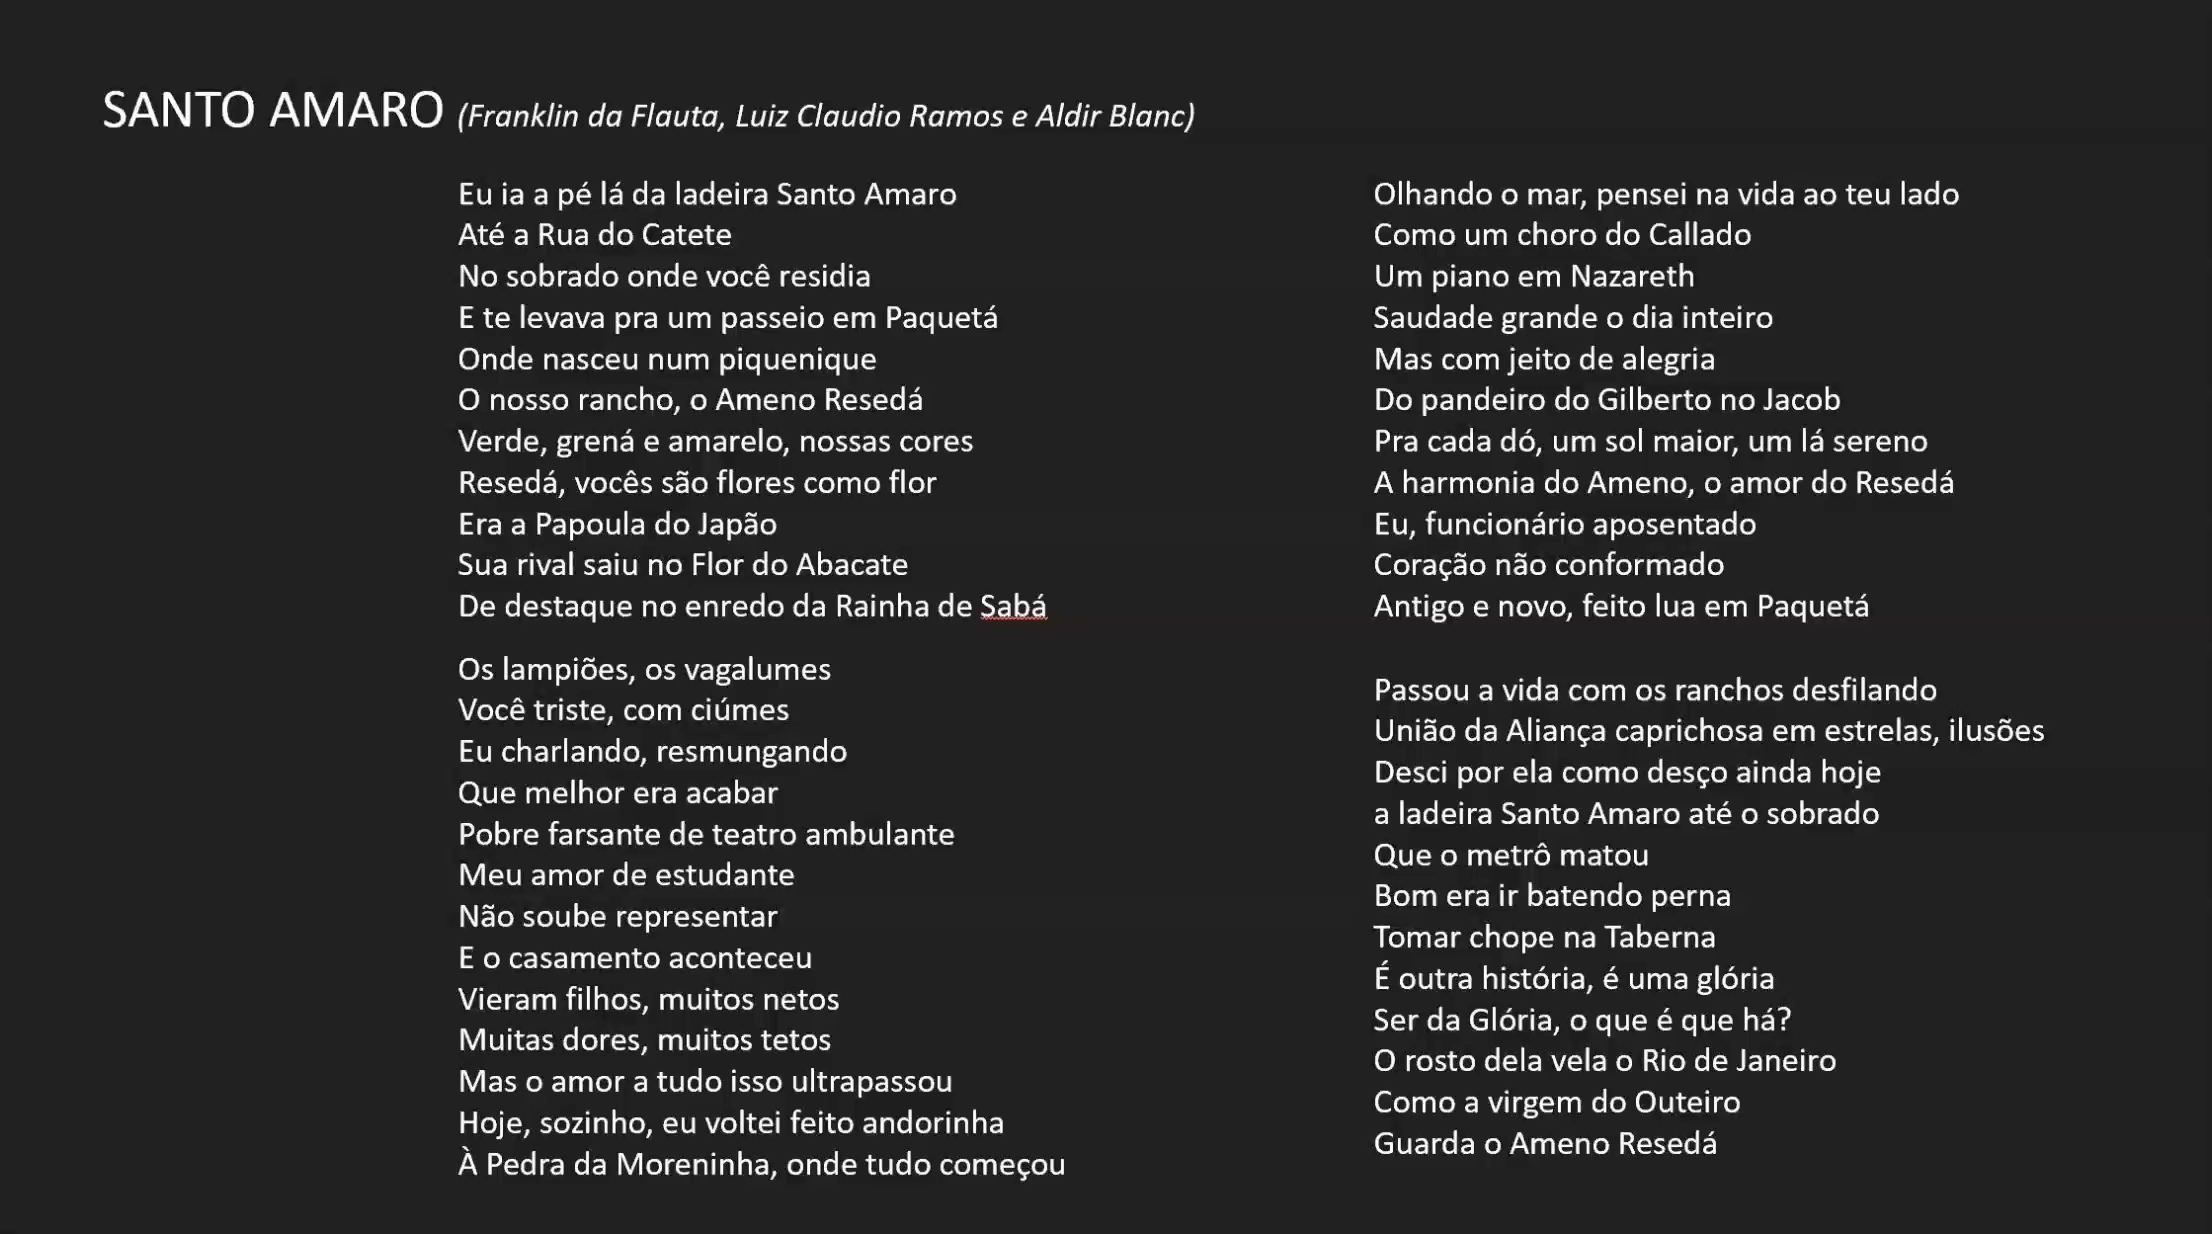 SANTO AMARO (Franklin da Flauta, Luiz Claudio Ramos e Aldir Blanc)
Eu ia a pé lá da ladeira Santo Amaro
Até a Rua do Catete
No sobrado onde você residia
E te levava pra um passeio em Paquetá
Onde nasceu num piquenique
O nosso rancho, o Ameno Resedá
Verde, grená e amarelo, nossas cores
Resedá, vocês são flores como flor
Era a Papoula do Japão
Sua rival saiu no Flor do Abacate
De destaque no enredo da Rainha de Sabá
Os lampiões, os vagalumes
Você triste, com ciúmes
Eu charlando, resmungando
Que melhor era acabar
Pobre farsante de teatro ambulante
Meu amor de estudante
Não soube representar
E o casamento aconteceu
Vieram filhos, muitos netos
Muitas dores, muitos tetos
Mas o amor a tudo isso ultrapassou
Hoje, sozinho, eu voltei feito andorinha
À Pedra da Moreninha, onde tudo começou
Olhando o mar, pensei na vida ao teu lado
Como um choro do Callado
Um piano em Nazareth
Saudade grande o dia inteiro
Mas com jeito de alegria
Do pandeiro do Gilberto no Jacob
Pra cada dó, um sol maior, um lá sereno
A harmonia do Ameno, o amor do Resedá
Eu, funcionário aposentado
Coração não conformado
Antigo e novo, feito lua em Paquetá
Passou a vida com os ranchos desfilando
União da Aliança caprichosa em estrelas, ilusões
Desci por ela como desço ainda hoje
a ladeira Santo Amaro até o sobrado
Que o metrô matou
Bom era ir batendo perna
Tomar chope na Taberna
É outra história, é uma glória
Ser da Glória, o que é que há?
O rosto dela vela o Rio de Janeiro
Como a virgem do Outeiro
Guarda o Ameno Resedá